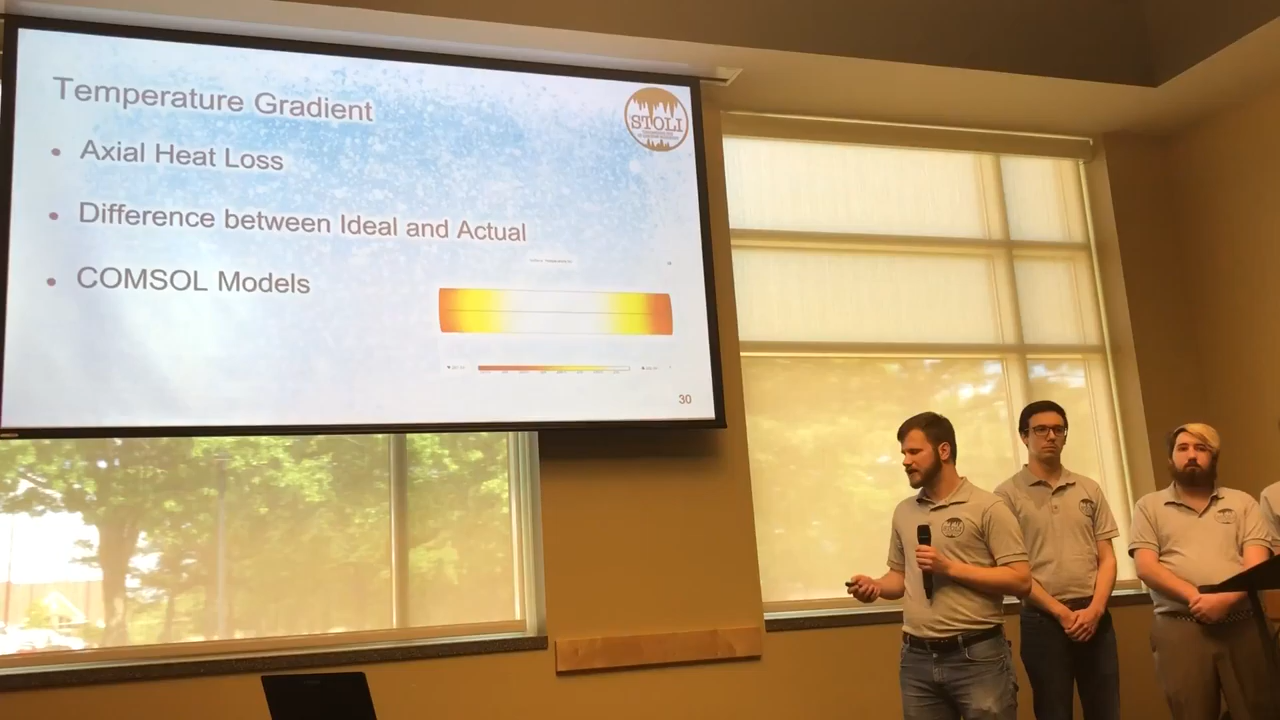 Temperature Gradient
STOLI
• Axial Heat Loss
• Difference between Ideal and Actual
• COMSOL Models
30